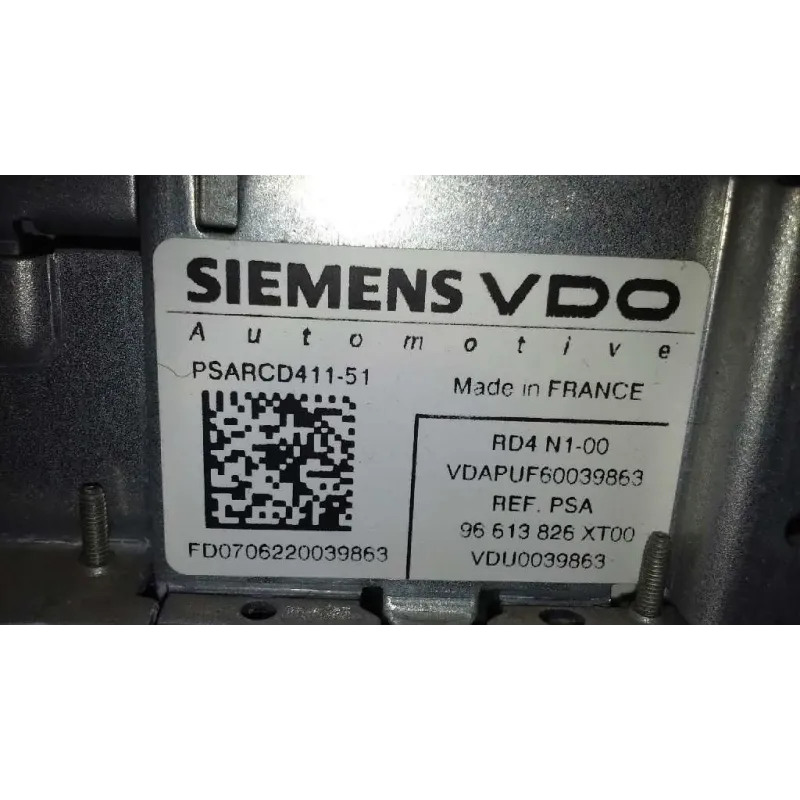 SIEMENS VDO
Automotive
PSARCD411-51
Made in FRANCE
RD4 N1-00
VDAPUF60039863
REF. PSA
96 613 826 XT00
VDU0039863
FD0706220039863